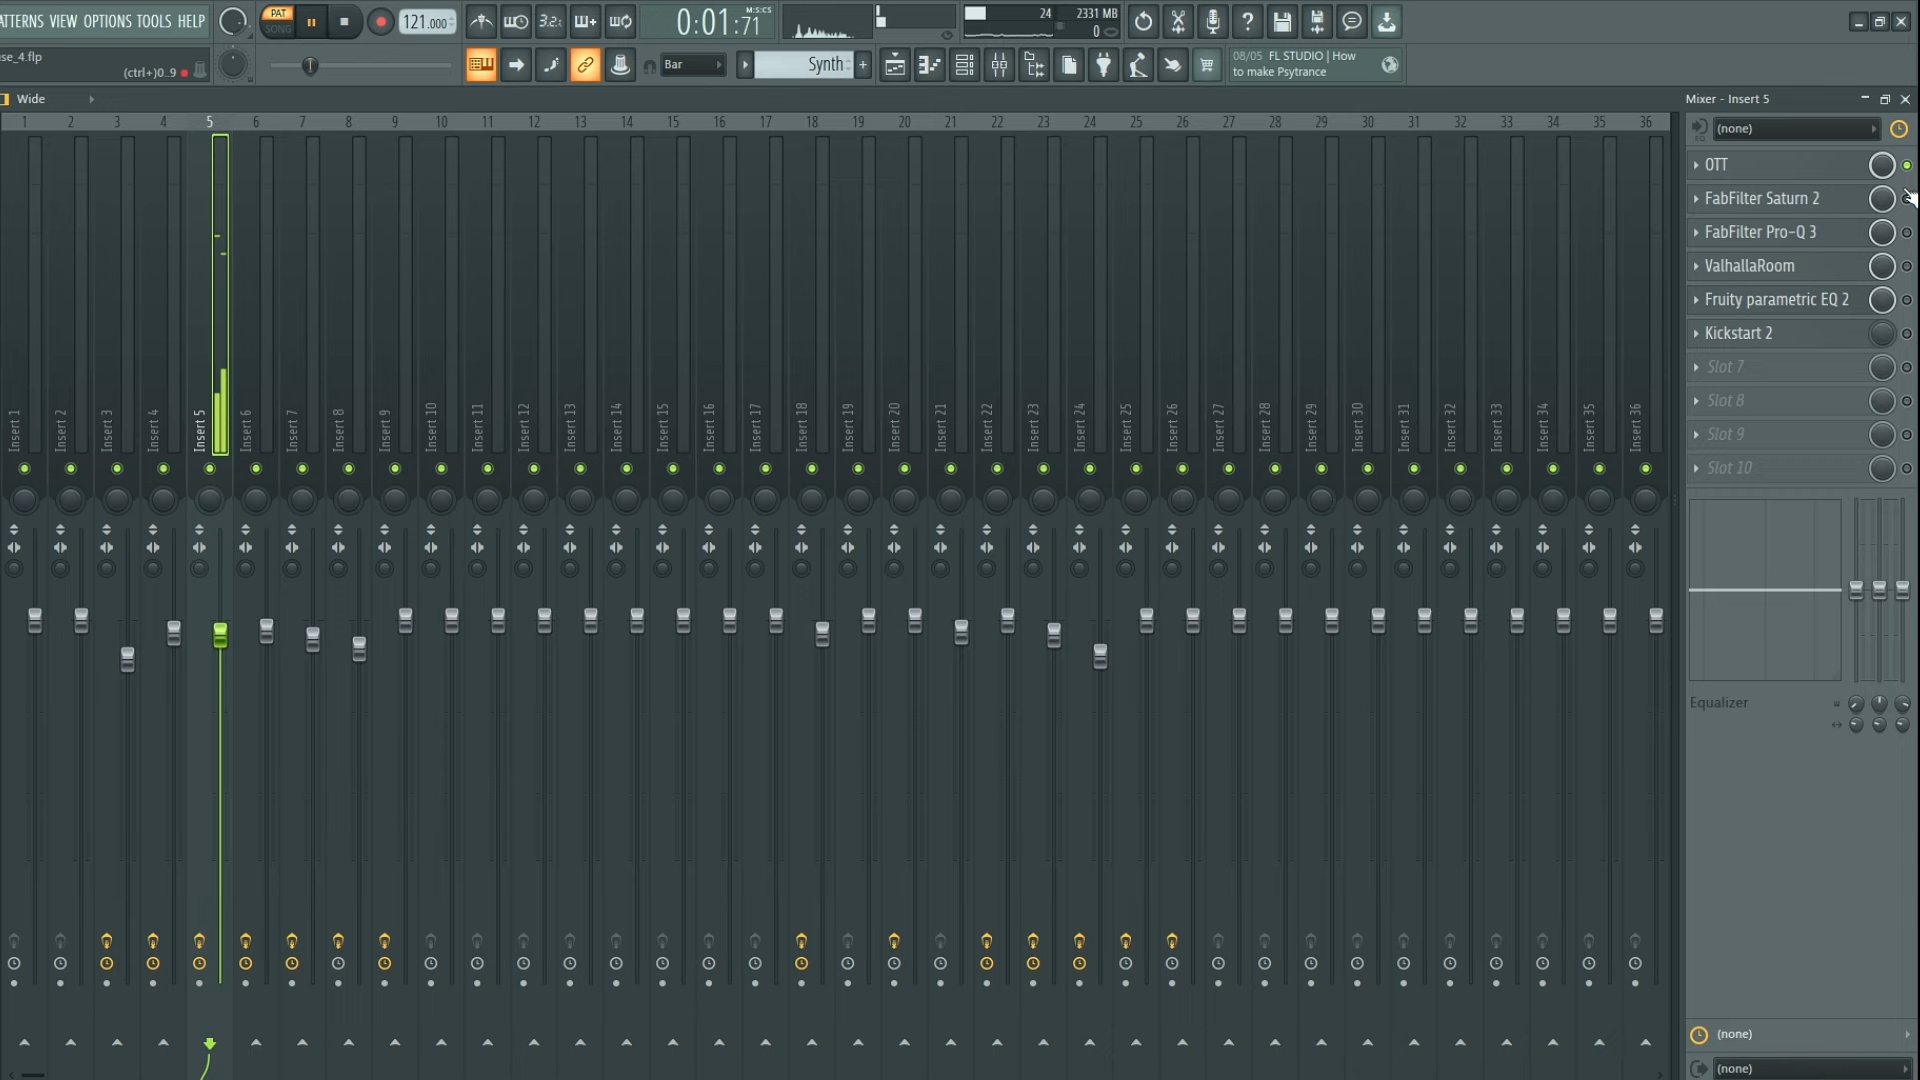 ATTERNS VIEW OPTIONS TOOLS HELP
PAT
SONG
121.000
3.2
0:01:71
M:S:CS
24
2331 MB
0
se_4.flp
(ctrl+)0..9
Bar
Synth
08/05 FL STUDIO | How
to make Psytrance
Wide
Mixer - Insert 5
1 2 3 4 5 6 7 8 9 10 11 12 13 14 15 16 17 18 19 20 21 22 23 24 25 26 27 28 29 30 31 32 33 34 35 36
(none)
OTT
FabFilter Saturn 2
FabFilter Pro-Q 3
ValhallaRoom
Fruity parametric EQ 2
Kickstart 2
Slot 7
Slot 8
Slot 9
Slot 10
Insert 1
Insert 2
Insert 3
Insert 4
Insert 5
Insert 6
Insert 7
Insert 8
Insert 9
Insert 10
Insert 11
Insert 12
Insert 13
Insert 14
Insert 15
Insert 16
Insert 17
Insert 18
Insert 19
Insert 20
Insert 21
Insert 22
Insert 23
Insert 24
Insert 25
Insert 26
Insert 27
Insert 28
Insert 29
Insert 30
Insert 31
Insert 32
Insert 33
Insert 34
Insert 35
Insert 36
Equalizer
(none)
(none)